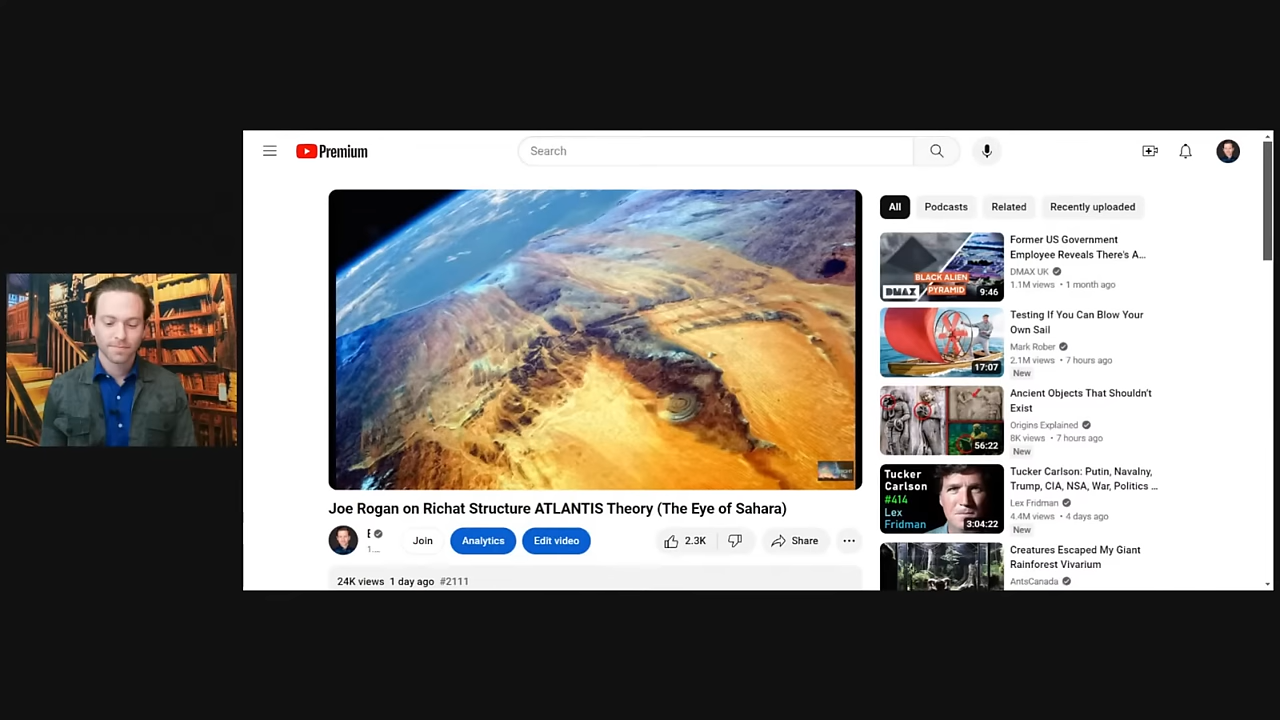 Premium
Search
All
Podcasts
Related
Recently uploaded
BLACK ALIEN
PYRAMID
DMAX
9:46
Former US Government
Employee Reveals There's A…
DMAX UK
1.1M views • 1 month ago
17:07
Testing If You Can Blow Your
Own Sail
Mark Rober
2.1M views • 7 hours ago
New
56:22
Ancient Objects That Shouldn't
Exist
Origins Explained
8K views • 7 hours ago
New
Tucker
Carlson
#414
Lex
Fridman
3:04:22
Tucker Carlson: Putin, Navalny,
Trump, CIA, NSA, War, Politics …
Lex Fridman
4.4M views • 4 days ago
New
Creatures Escaped My Giant
Rainforest Vivarium
AntsCanada
Joe Rogan on Richat Structure ATLANTIS Theory (The Eye of Sahara)
Join
Analytics
Edit video
2.3K
Share
24K views 1 day ago #2111